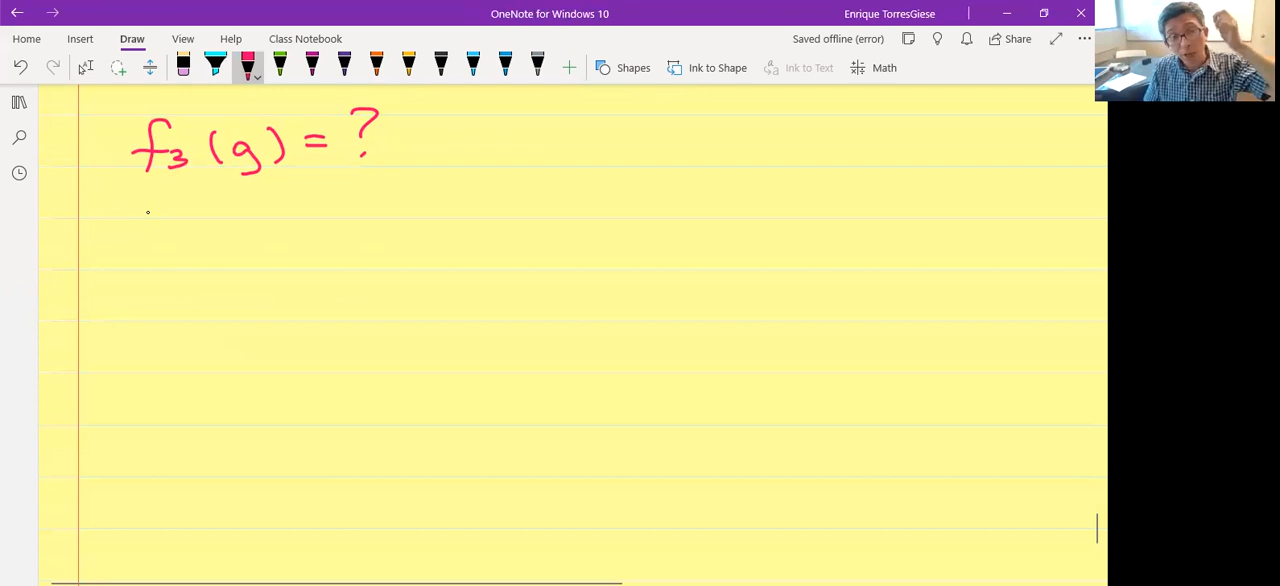 OneNote for Windows 10
Enrique TorresGiese
Home Insert Draw View Help Class Notebook
Saved offline (error) Share
Shapes Ink to Shape Ink to Text Math
f₃ (g) = ?